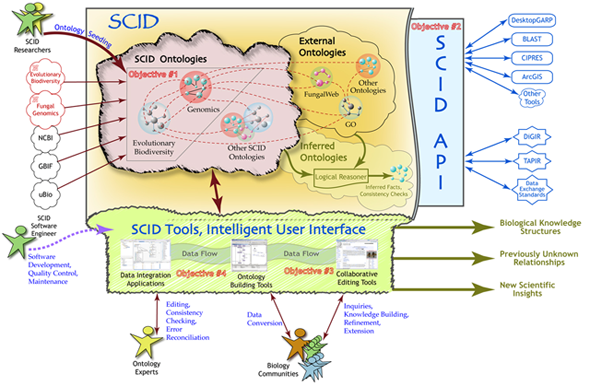 SCID
SCID
Researchers
Ontology Seeding
Evolutionary
Biodiversity
Fungal
Genomics
NCBI
GBIF
uBio
SCID Ontologies
Objective #1
Genomics
Evolutionary
Biodiversity
Other SCID
Ontologies
External
Ontologies
FungalWeb
Other
Ontologies
GO
Inferred
Ontologies
Logical Reasoner
Inferred Facts,
Consistency Checks
Objective #2
SCID API
DesktopGARP
BLAST
CIPRES
ArcGIS
Other
Tools
DiGIR
TAPIR
Data
Exchange
Standards
SCID
Software
Engineer
Software
Development,
Quality Control,
Maintenance
SCID Tools, Intelligent User Interface
Data Flow
Data Flow
Data Integration
Applications
Objective #4
Ontology
Building Tools
Objective #3
Collaborative
Editing Tools
Biological Knowledge
Structures
Previously Unknown
Relationships
New Scientific
Insights
Editing,
Consistency
Checking,
Error
Reconciliation
Data
Conversion
Inquiries,
Knowledge Building,
Refinement,
Extension
Ontology
Experts
Biology
Communities